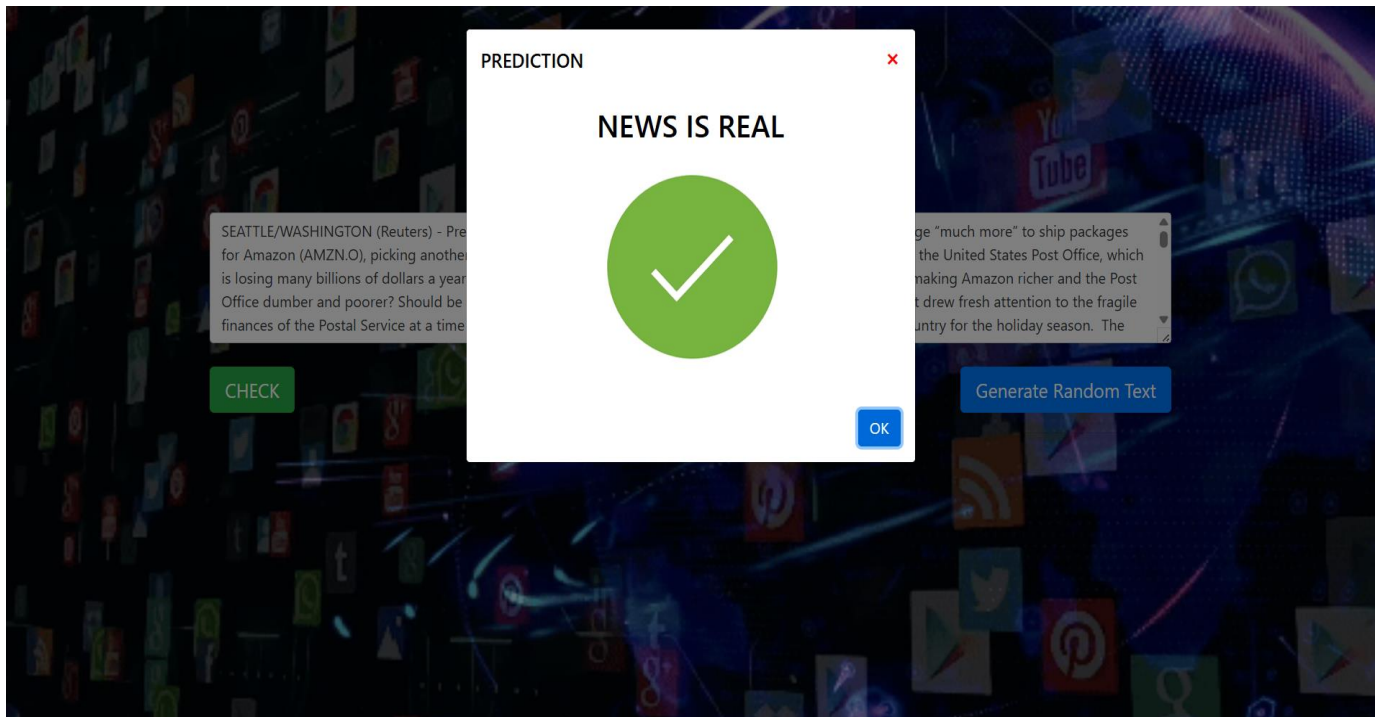 PREDICTION ×
NEWS IS REAL
SEATTLE/WASHINGTON (Reuters) - Pre ge “much more” to ship packages
for Amazon (AMZN.O), picking another the United States Post Office, which
is losing many billions of dollars a year making Amazon richer and the Post
Office dumber and poorer? Should be t drew fresh attention to the fragile
finances of the Postal Service at a time untry for the holiday season. The
CHECK
Generate Random Text
OK
You
Tube
in